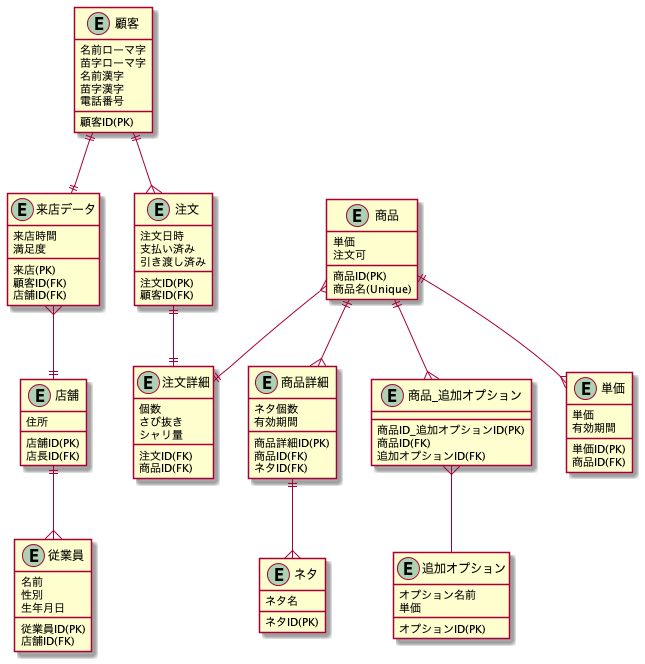 E 顧客
名前ローマ字
苗字ローマ字
名前漢字
苗字漢字
電話番号
顧客ID(PK)
E 来店データ
来店時間
満足度
来店(PK)
顧客ID(FK)
店舗ID(FK)
E 注文
注文日時
支払い済み
引き渡し済み
注文ID(PK)
顧客ID(FK)
E 商品
単価
注文可
商品ID(PK)
商品名(Unique)
E 店舗
住所
店舗ID(PK)
店長ID(FK)
E 注文詳細
個数
さび抜き
シャリ量
注文ID(FK)
商品ID(FK)
E 商品詳細
ネタ個数
有効期間
商品詳細ID(PK)
商品ID(FK)
ネタID(FK)
E 商品_追加オプション
商品ID_追加オプションID(PK)
商品ID(FK)
追加オプションID(FK)
E 単価
単価
有効期間
単価ID(PK)
商品ID(FK)
E 従業員
名前
性別
生年月日
従業員ID(PK)
店舗ID(FK)
E ネタ
ネタ名
ネタID(PK)
E 追加オプション
オプション名前
単価
オプションID(PK)